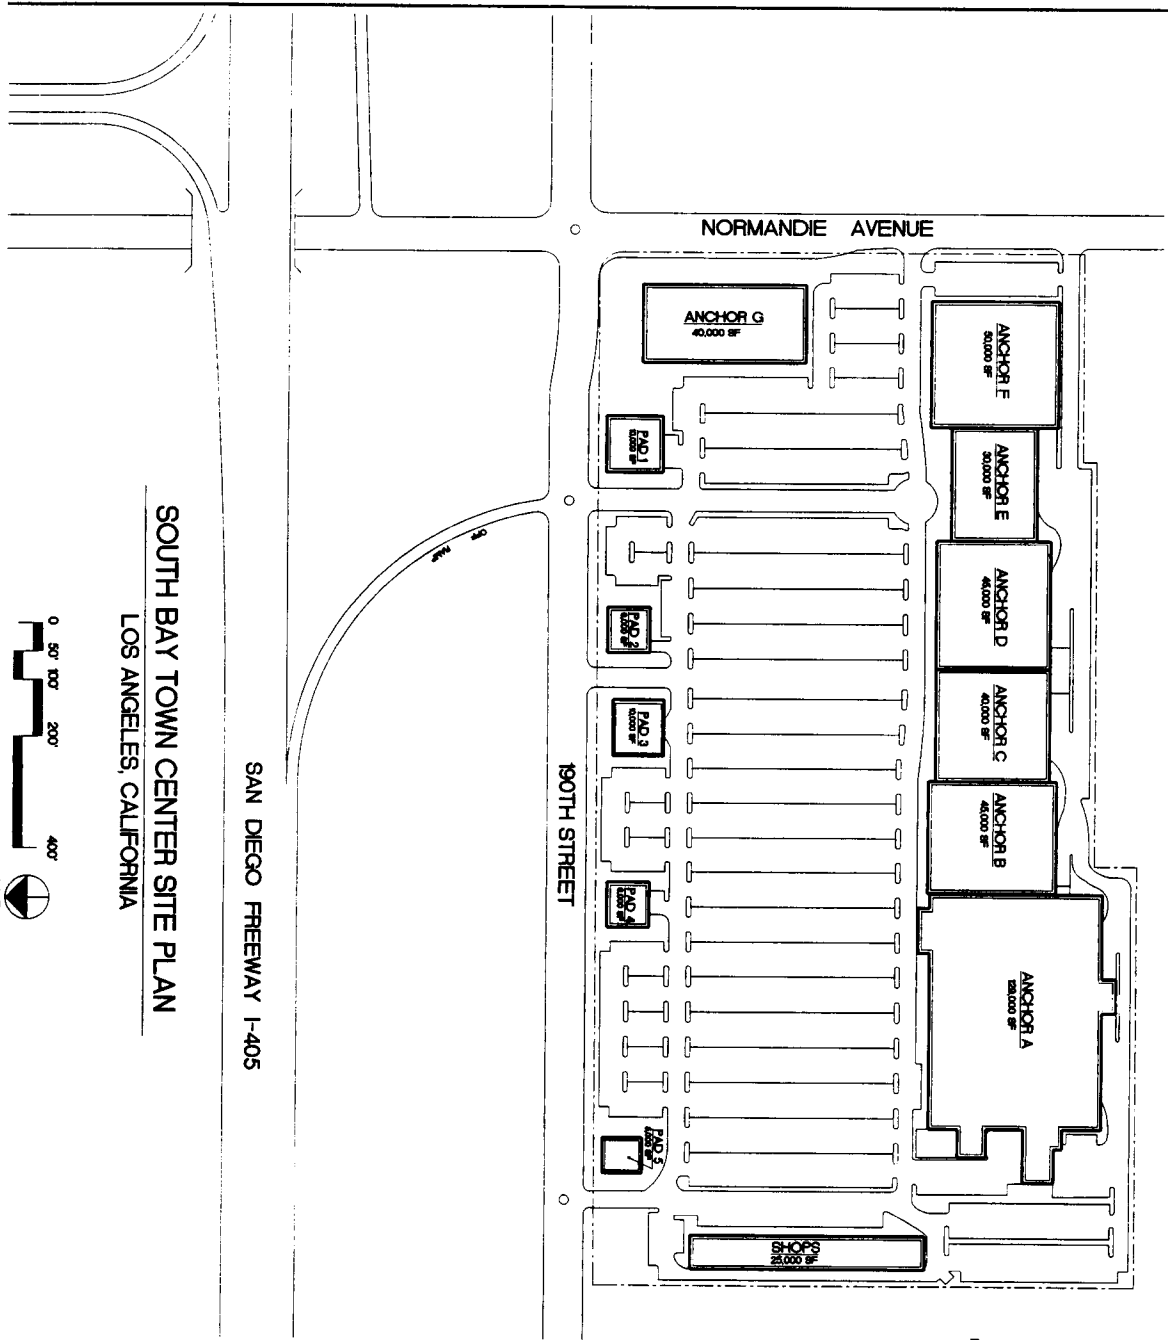 NORMANDIE AVENUE
ANCHOR G
40,000 SF
ANCHOR F
50,000 SF
PAD 1
10,000 SF
ANCHOR E
30,000 SF
OFF RAMP
ANCHOR D
45,000 SF
PAD 2
ANCHOR C
40,000 SF
PAD 3
10,000 SF
190TH STREET
ANCHOR B
45,000 SF
PAD 4
ANCHOR A
PAD 5
SHOPS
25,000 SF
SAN DIEGO FREEWAY I-405
SOUTH BAY TOWN CENTER SITE PLAN
LOS ANGELES, CALIFORNIA
0 50' 100' 200' 400'